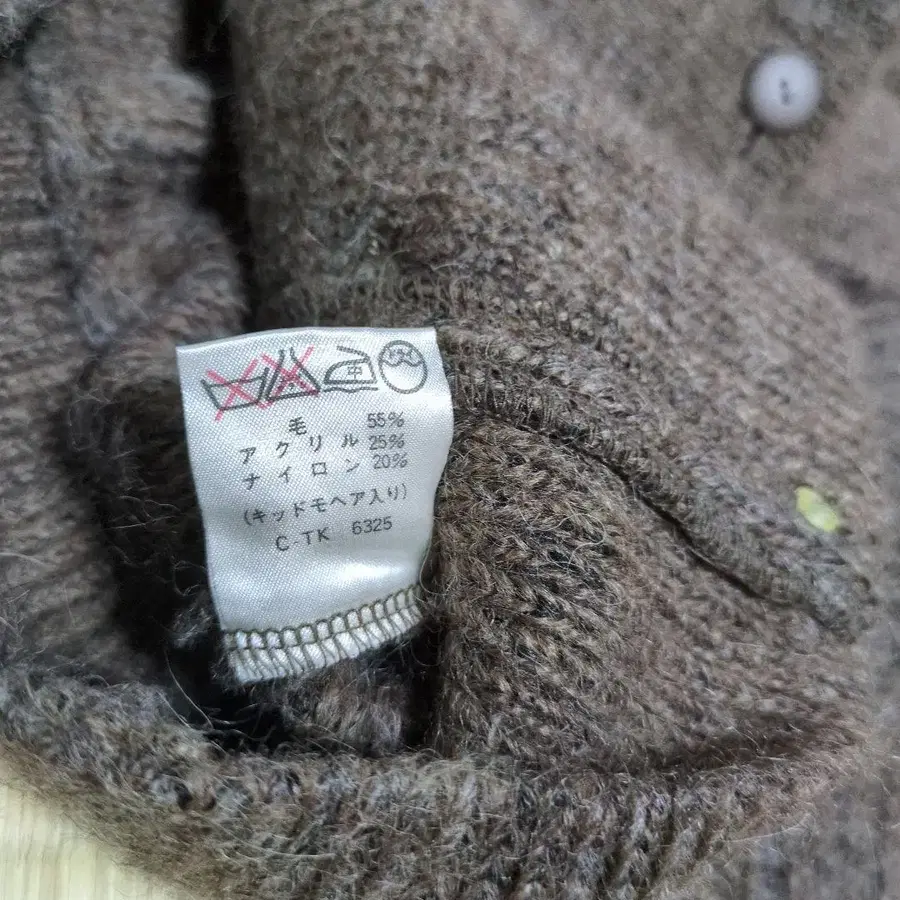 中
毛 55%
アクリル 25%
ナイロン 20%
(キッドモヘア入り)
C-TK 6325